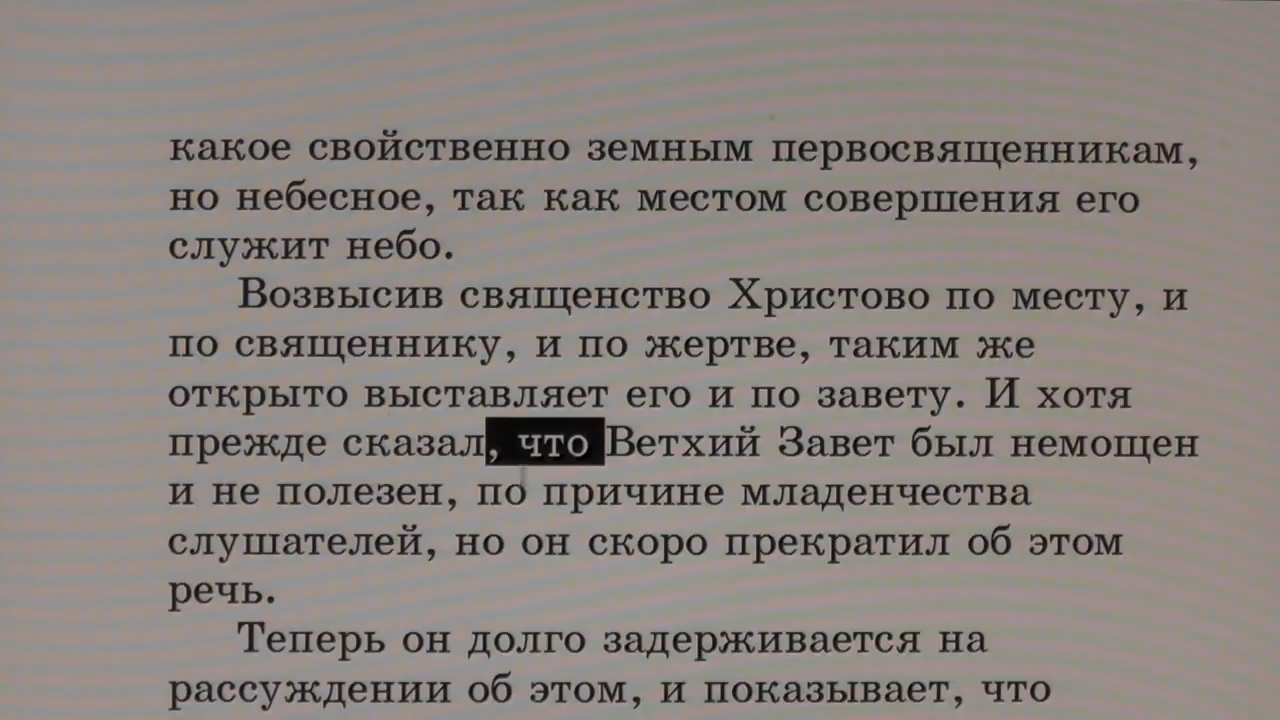 какое свойственно земным первосвященникам,
но небесное, так как местом совершения его
служит небо.
Возвысив священство Христово по месту, и
по священнику, и по жертве, таким же
открыто выставляет его и по завету. И хотя
прежде сказал, что Ветхий Завет был немощен
и не полезен, по причине младенчества
слушателей, но он скоро прекратил об этом
речь.
Теперь он долго задерживается на
рассуждении об этом, и показывает, что